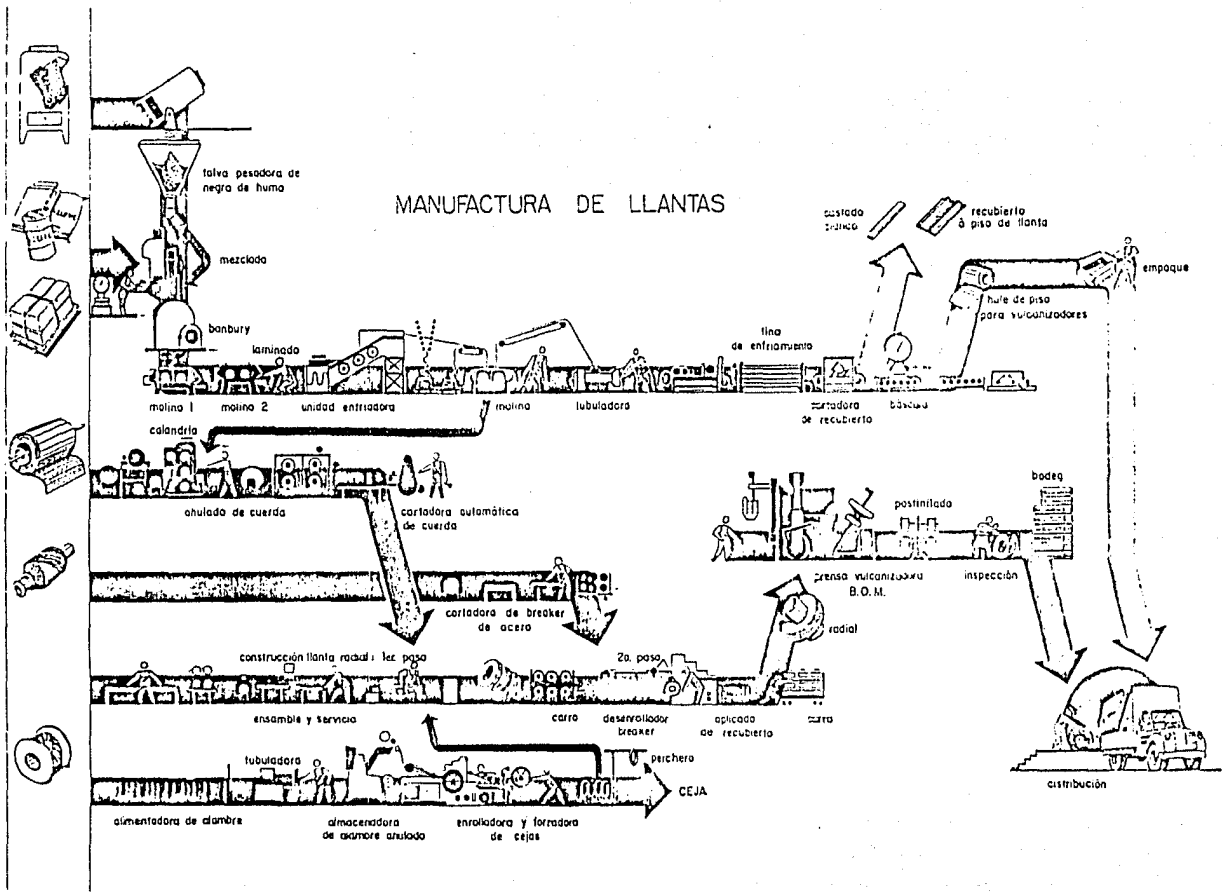 MANUFACTURA DE LLANTAS
tolva pesadora de
negro de humo
mezclado
banbury
laminado
molino 1
molino 2
unidad enfriadora
molino
tubuladora
tina
de enfriamiento
costado
blanco
recubierto
ó piso de llanta
empaque
hule de piso
para vulcanizadores
cortadora
de recubierto
báscula
calandria
ahulado de cuerda
cortadora automática
de cuerda
cortadora de breaker
de acero
bodega
postinflado
prensa vulcanizadora
B.O.M.
inspección
radial
construcción llanta radial: 1er. paso
2o. paso
ensamble y servicio
carro
desenrollador
breaker
aplicado
de recubierto
carro
tubuladora
perchero
CEJA
alimentadora de alambre
almacenadora
de alambre ahulado
enrolladora y forradora
de cejas
distribución